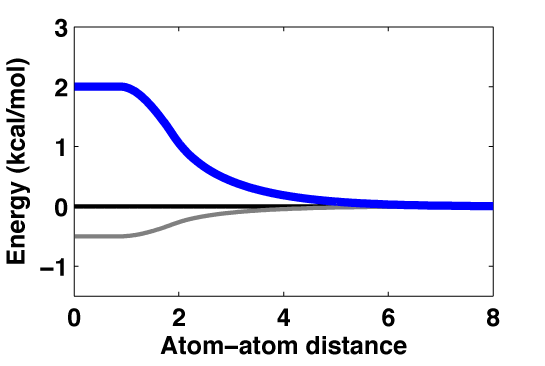 3
2
1
0
−1
Energy (kcal/mol)
0 2 4 6 8
Atom−atom distance